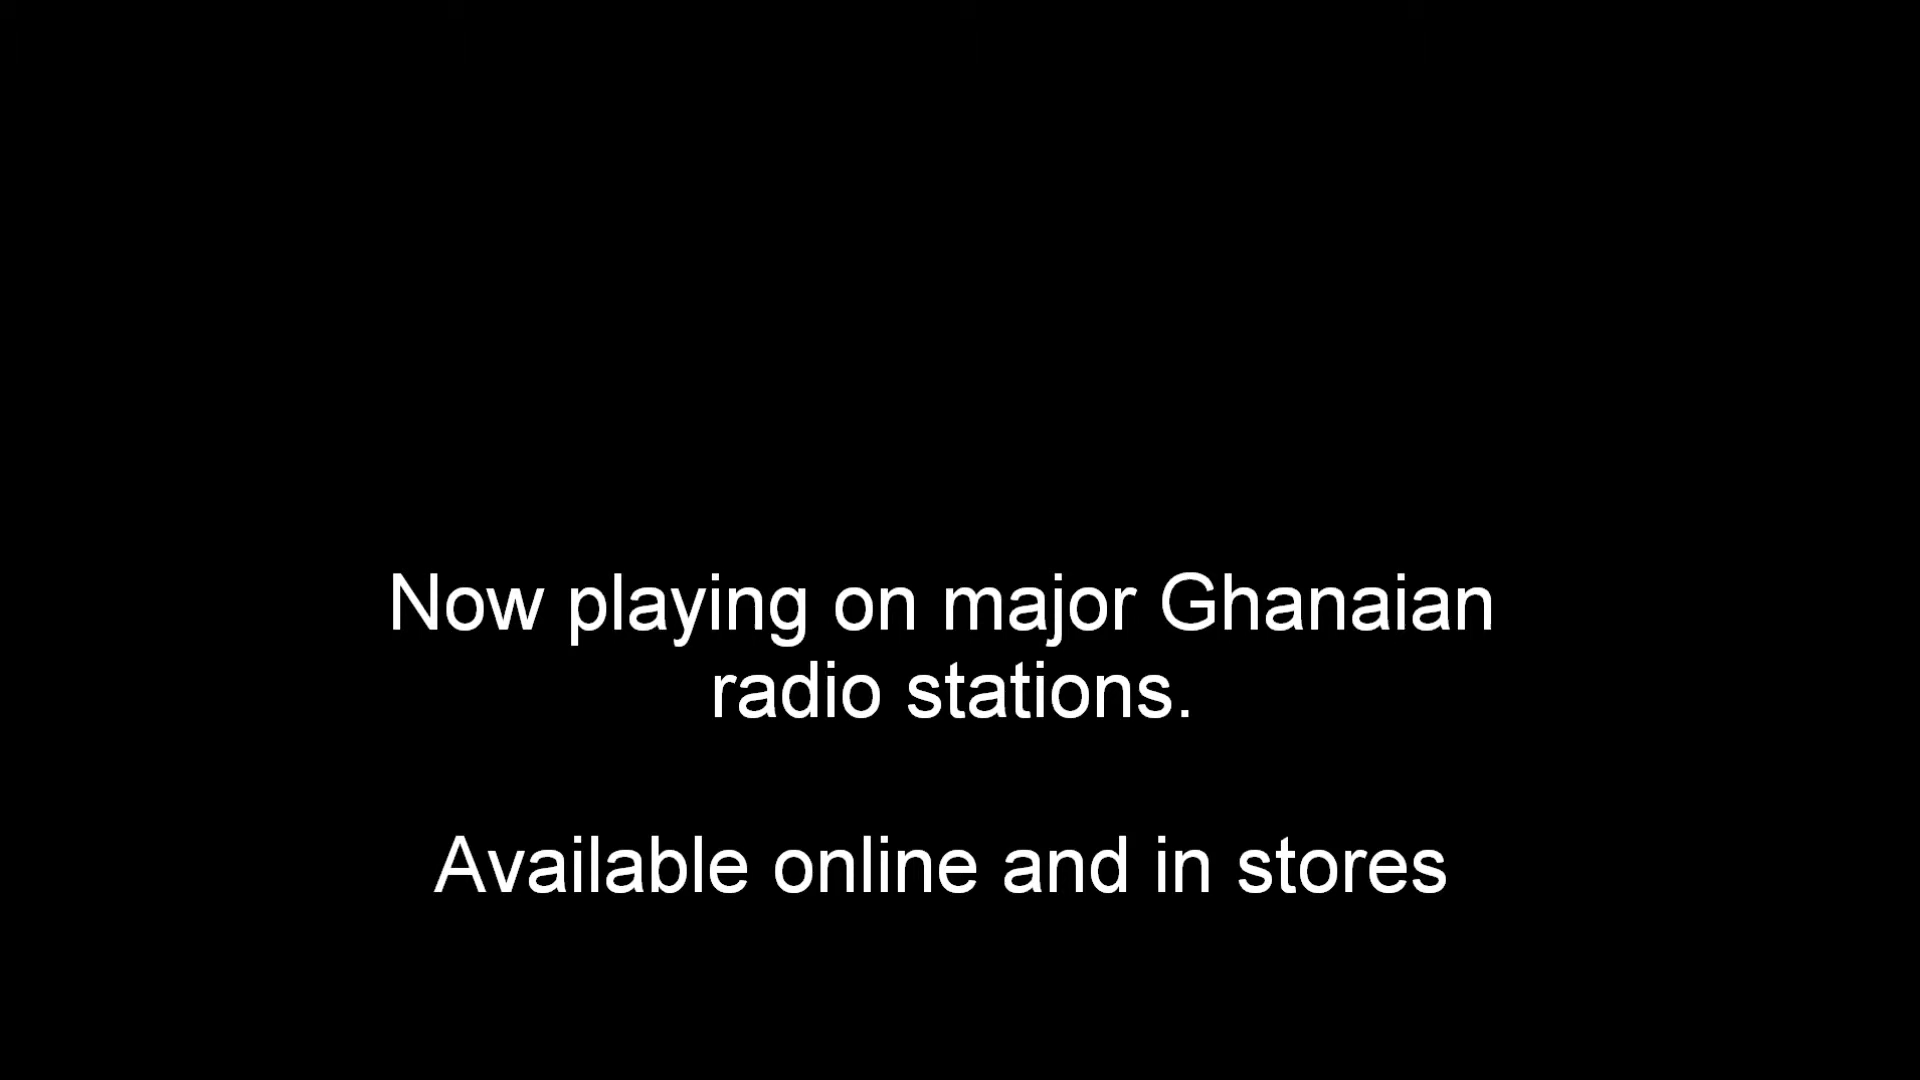 Now playing on major Ghanaian
radio stations.
Available online and in stores